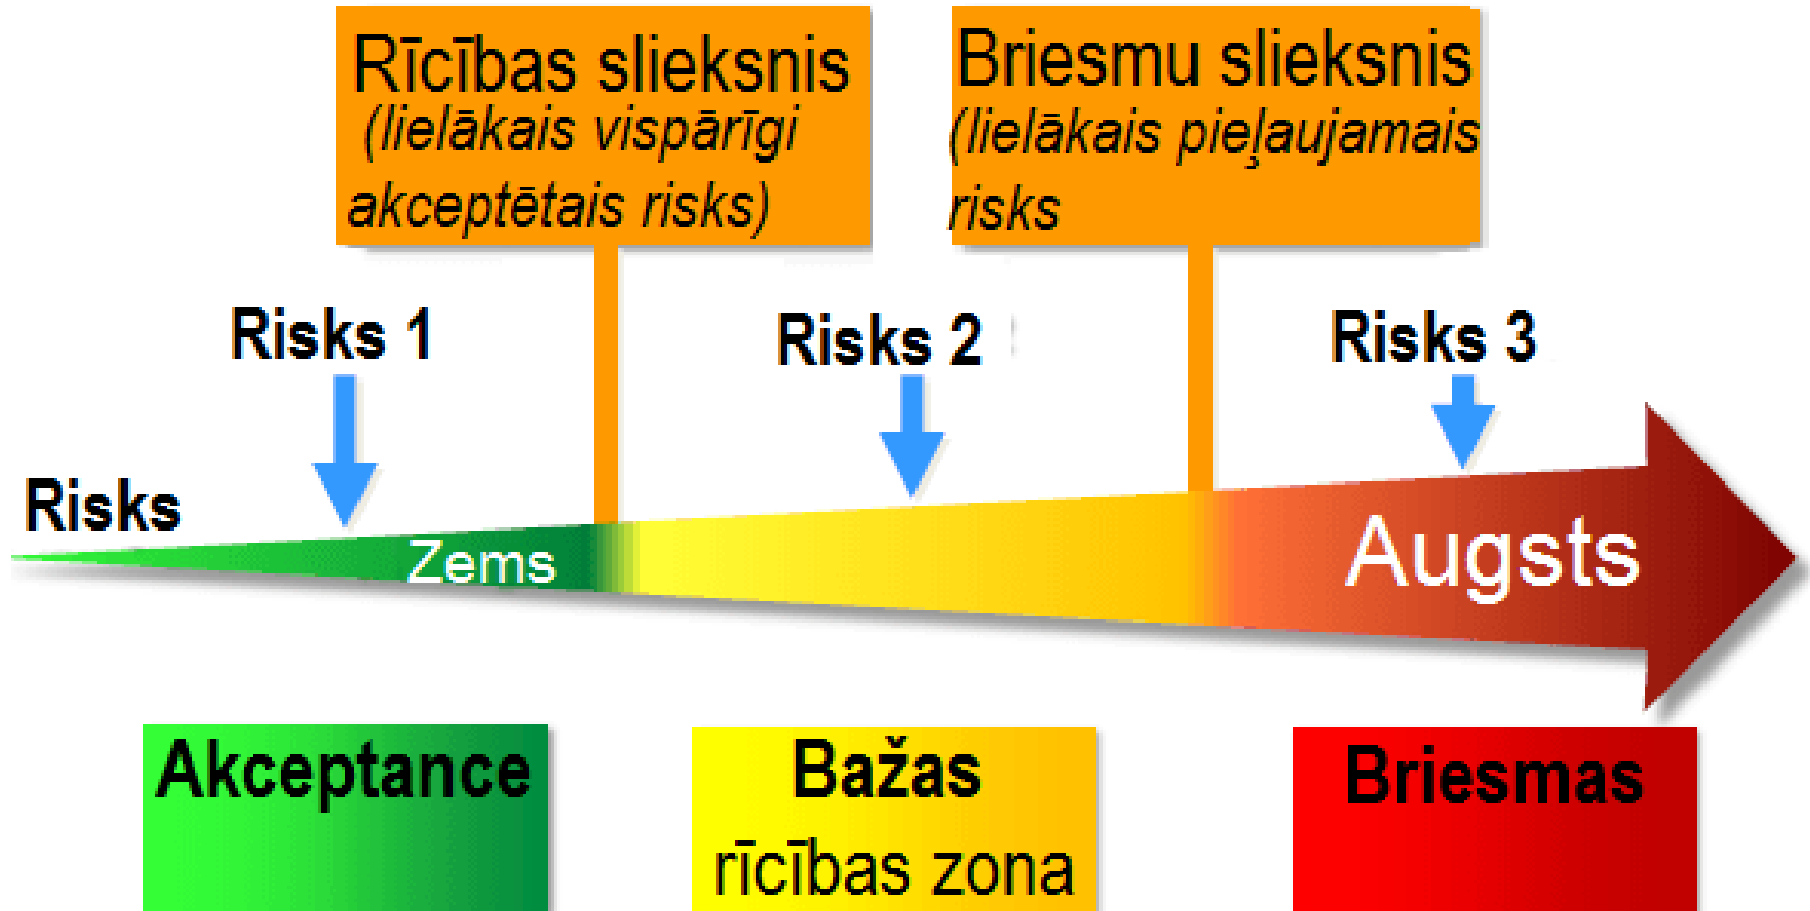 Rīcības slieksnis
(lielākais vispārīgi
akceptētais risks)
Briesmu slieksnis
(lielākais pieļaujamais
risks
Risks 1
Risks 2
Risks 3
Risks
Zems
Augsts
Akceptance
Bažas
rīcības zona
Briesmas